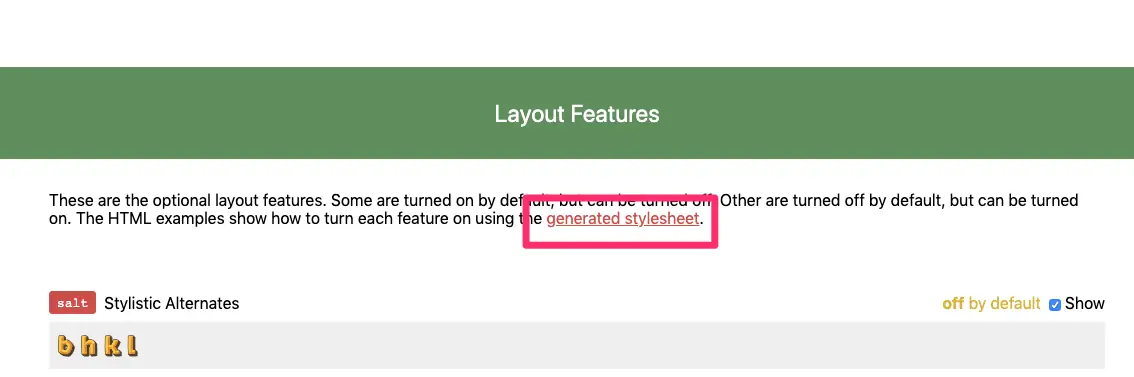 Layout Features
These are the optional layout features. Some are turned on by default, but can be turned off. Other are turned off by default, but can be turned
on. The HTML examples show how to turn each feature on using the generated stylesheet.
salt Stylistic Alternates off by default Show
b h k l